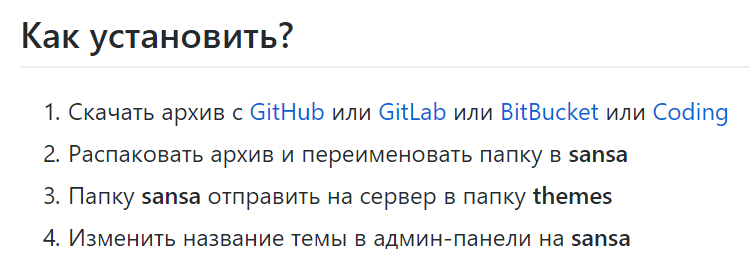 Как установить?
1. Скачать архив с GitHub или GitLab или BitBucket или Coding
2. Распаковать архив и переименовать папку в sansa
3. Папку sansa отправить на сервер в папку themes
4. Изменить название темы в админ-панели на sansa